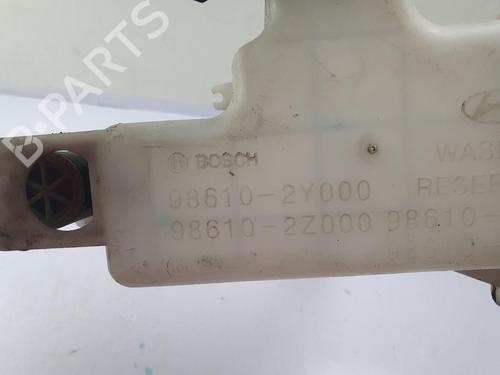 B-PARTS
BOSCH
98610-2Y000
98610-2Z000 98610-
WAS
RESER